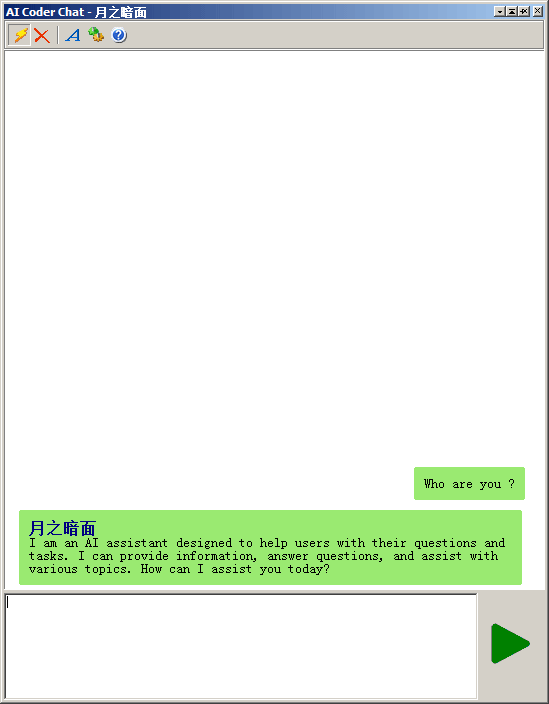 AI Coder Chat - 月之暗面
Who are you ?
月之暗面
I am an AI assistant designed to help users with their questions and
tasks. I can provide information, answer questions, and assist with
various topics. How can I assist you today?